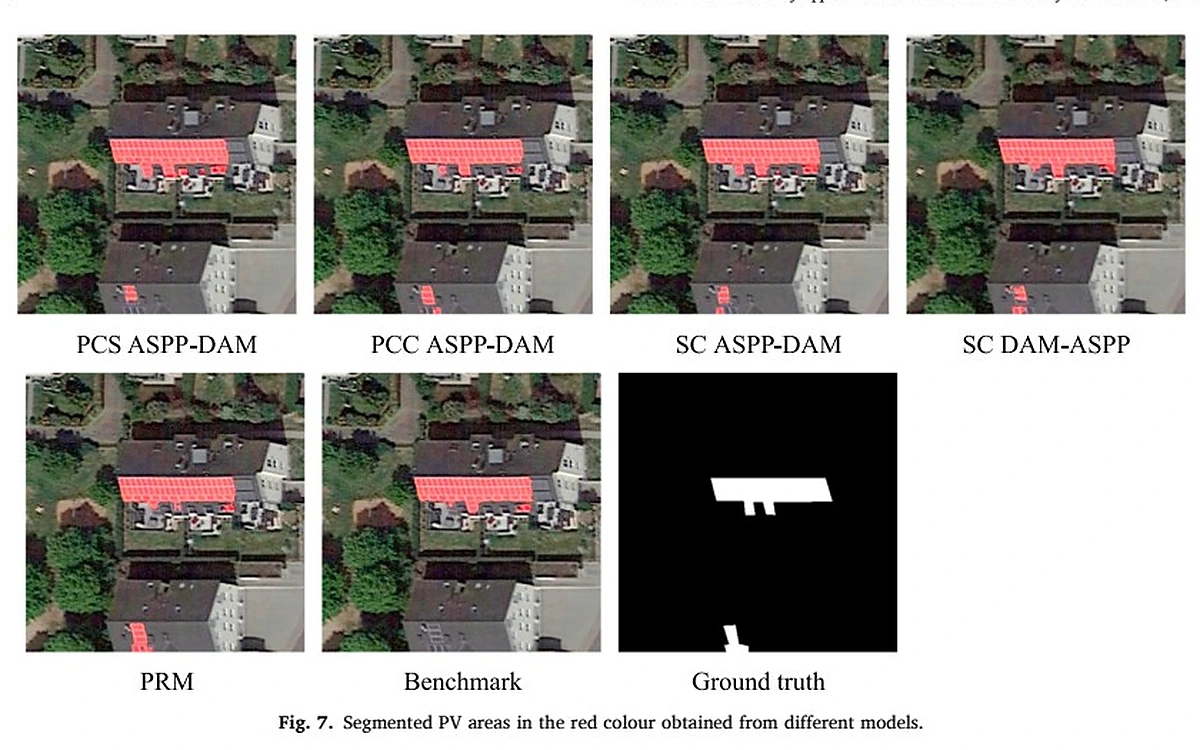 PCS ASPP-DAM
PCC ASPP-DAM
SC ASPP-DAM
SC DAM-ASPP
PRM
Benchmark
Ground truth
Fig. 7. Segmented PV areas in the red colour obtained from different models.